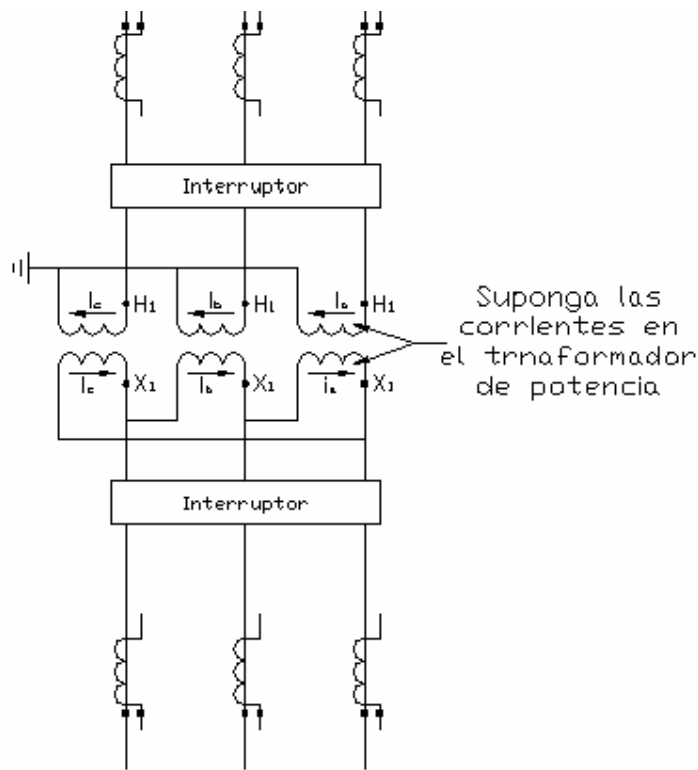 Interruptor
Ic H1 Ib H1 Ia H1
Suponga las
corrientes en
el trnaformador
de potencia
Ic X1 Ib X1 ia X1
Interruptor